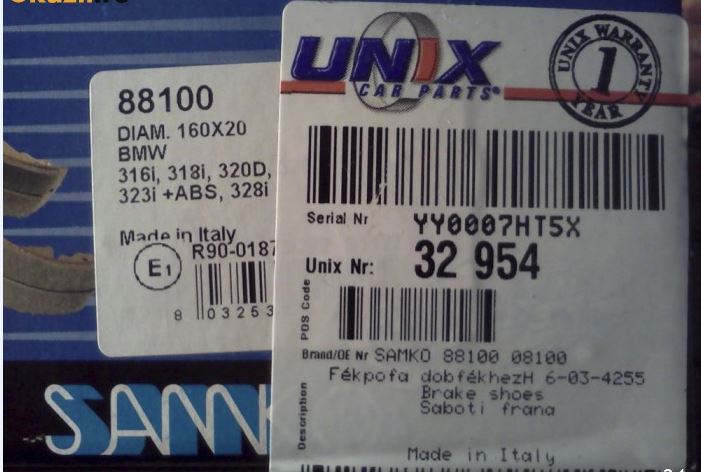 88100
DIAM. 160X20
BMW
316i, 318i, 320D,
323i +ABS, 328i
Made in Italy
E1
R90-0187
8 03253
SAMK
UNIX
CAR PARTS®
UNIX WARRANTY
1
YEAR
Serial Nr YY0007HT5X
Unix Nr: 32 954
POS Code
Brand/OE Nr SAMKO 88100 08100
Description
Fékpofa dobfékhezH 6-03-4255
Brake shoes
Saboti frana
Made in Italy